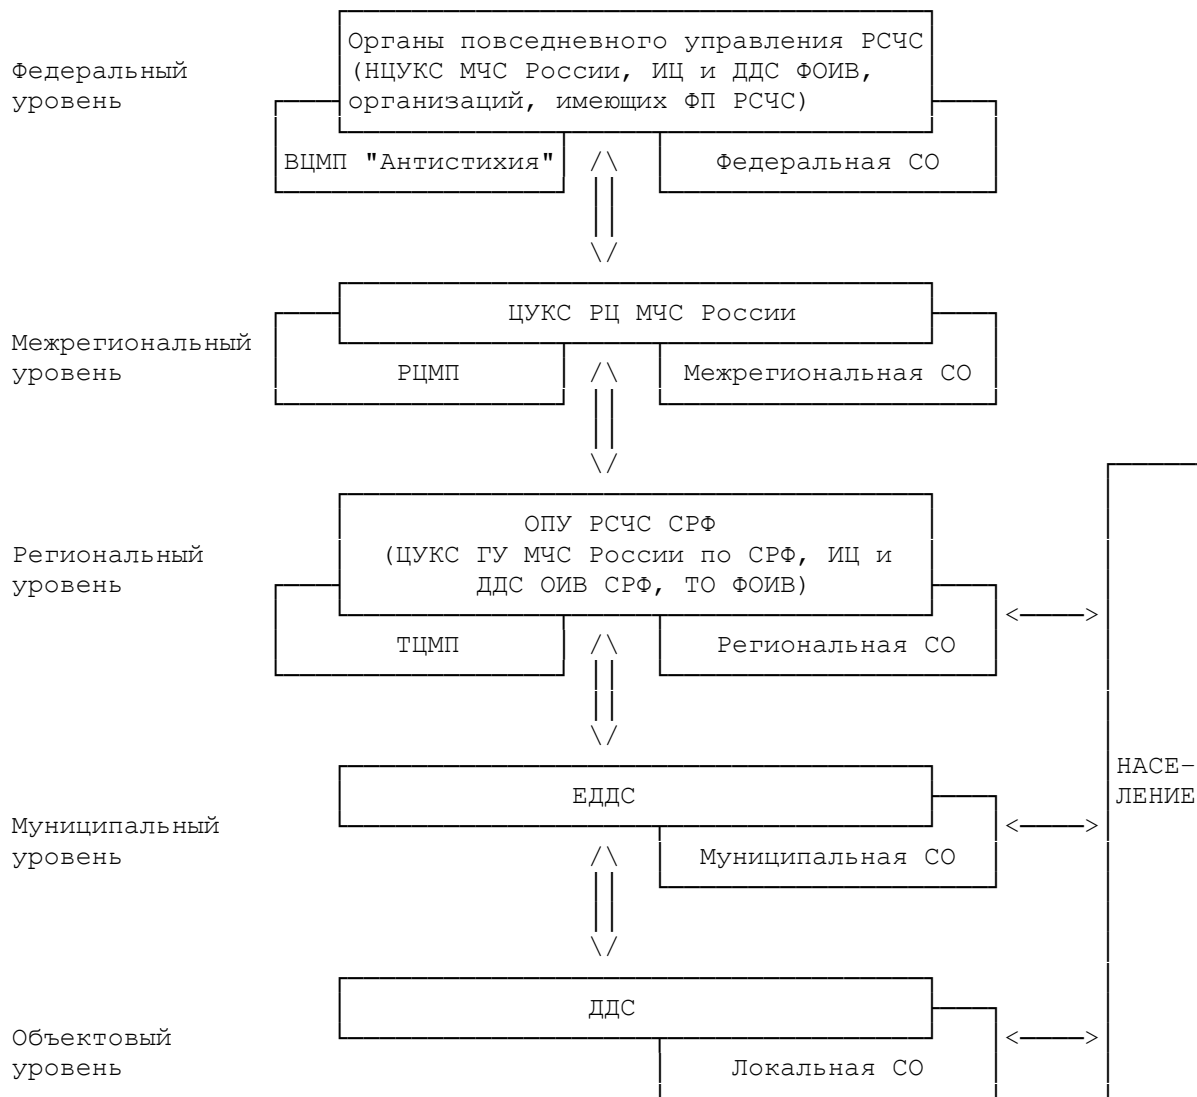 Органы повседневного управления РСЧС
Федеральный
(НЦУКС МЧС России, ИЦ и ДДС ФОИВ,
уровень
организаций, имеющих ФП РСЧС)
ВЦМП "Антистихия"
Федеральная СО
ЦУКС РЦ МЧС России
Межрегиональный
уровень
РЦМП
Межрегиональная СО
ОПУ РСЧС СРФ
Региональный
(ЦУКС ГУ МЧС России по СРФ, ИЦ и
уровень
ДДС ОИВ СРФ, ТО ФОИВ)
ТЦМП
Региональная СО
НАСЕ-
ЛЕНИЕ
ЕДДС
Муниципальный
уровень
Муниципальная СО
ДДС
Объектовый
уровень
Локальная СО